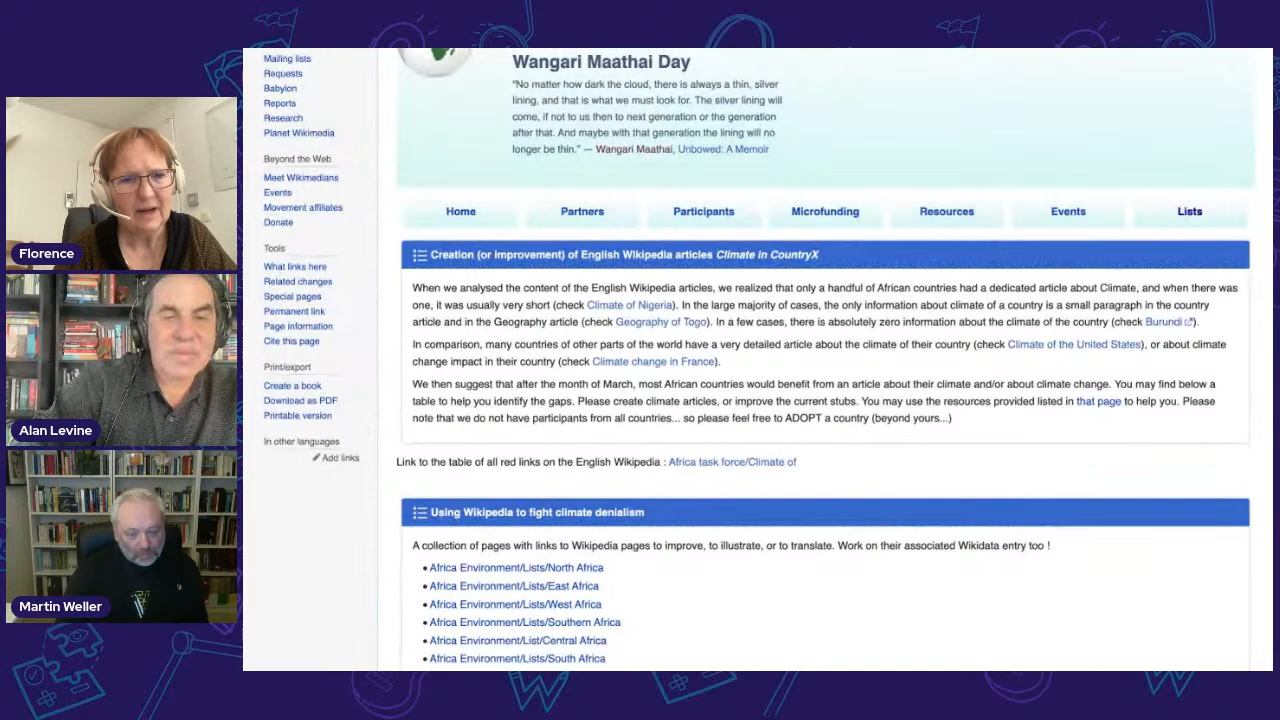 Florence
Alan Levine
Martin Weller
Mailing lists
Requests
Babylon
Reports
Research
Planet Wikimedia
Beyond the Web
Meet Wikimedians
Events
Movement affiliates
Donate
Tools
What links here
Related changes
Special pages
Permanent link
Page information
Cite this page
Print/export
Create a book
Download as PDF
Printable version
In other languages
Add links
Wangari Maathai Day
"No matter how dark the cloud, there is always a thin, silver
lining, and that is what we must look for. The silver lining will
come, if not to us then to next generation or the generation
after that. And maybe with that generation the lining will no
longer be thin." — Wangari Maathai, Unbowed: A Memoir
Home Partners Participants Microfunding Resources Events Lists
Creation (or Improvement) of English Wikipedia articles Climate in CountryX
When we analysed the content of the English Wikipedia articles, we realized that only a handful of African countries had a dedicated article about Climate, and when there was
one, it was usually very short (check Climate of Nigeria). In the large majority of cases, the only information about climate of a country is a small paragraph in the country
article and in the Geography article (check Geography of Togo). In a few cases, there is absolutely zero information about the climate of the country (check Burundi).
In comparison, many countries of other parts of the world have a very detailed article about the climate of their country (check Climate of the United States), or about climate
change impact in their country (check Climate change in France).
We then suggest that after the month of March, most African countries would benefit from an article about their climate and/or about climate change. You may find below a
table to help you identify the gaps. Please create climate articles, or improve the current stubs. You may use the resources provided listed in that page to help you. Please
note that we do not have participants from all countries... so please feel free to ADOPT a country (beyond yours...)
Link to the table of all red links on the English Wikipedia : Africa task force/Climate of
Using Wikipedia to fight climate denialism
A collection of pages with links to Wikipedia pages to improve, to illustrate, or to translate. Work on their associated Wikidata entry too !
• Africa Environment/Lists/North Africa
• Africa Environment/Lists/East Africa
• Africa Environment/Lists/West Africa
• Africa Environment/Lists/Southern Africa
• Africa Environment/List/Central Africa
• Africa Environment/Lists/South Africa